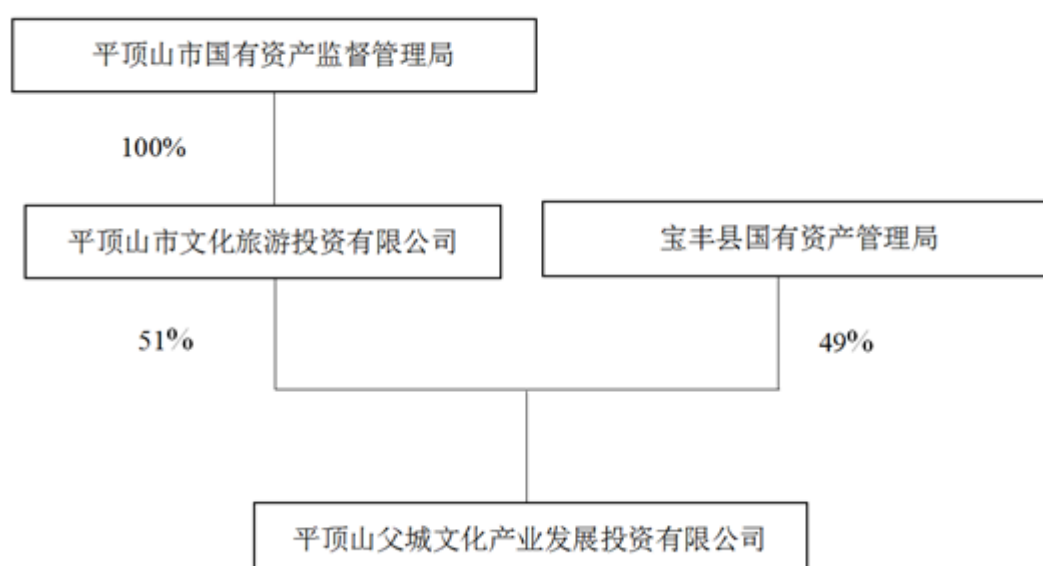 平顶山市国有资产监督管理局
100%
平顶山市文化旅游投资有限公司
宝丰县国有资产管理局
51%
49%
平顶山父城文化产业发展投资有限公司